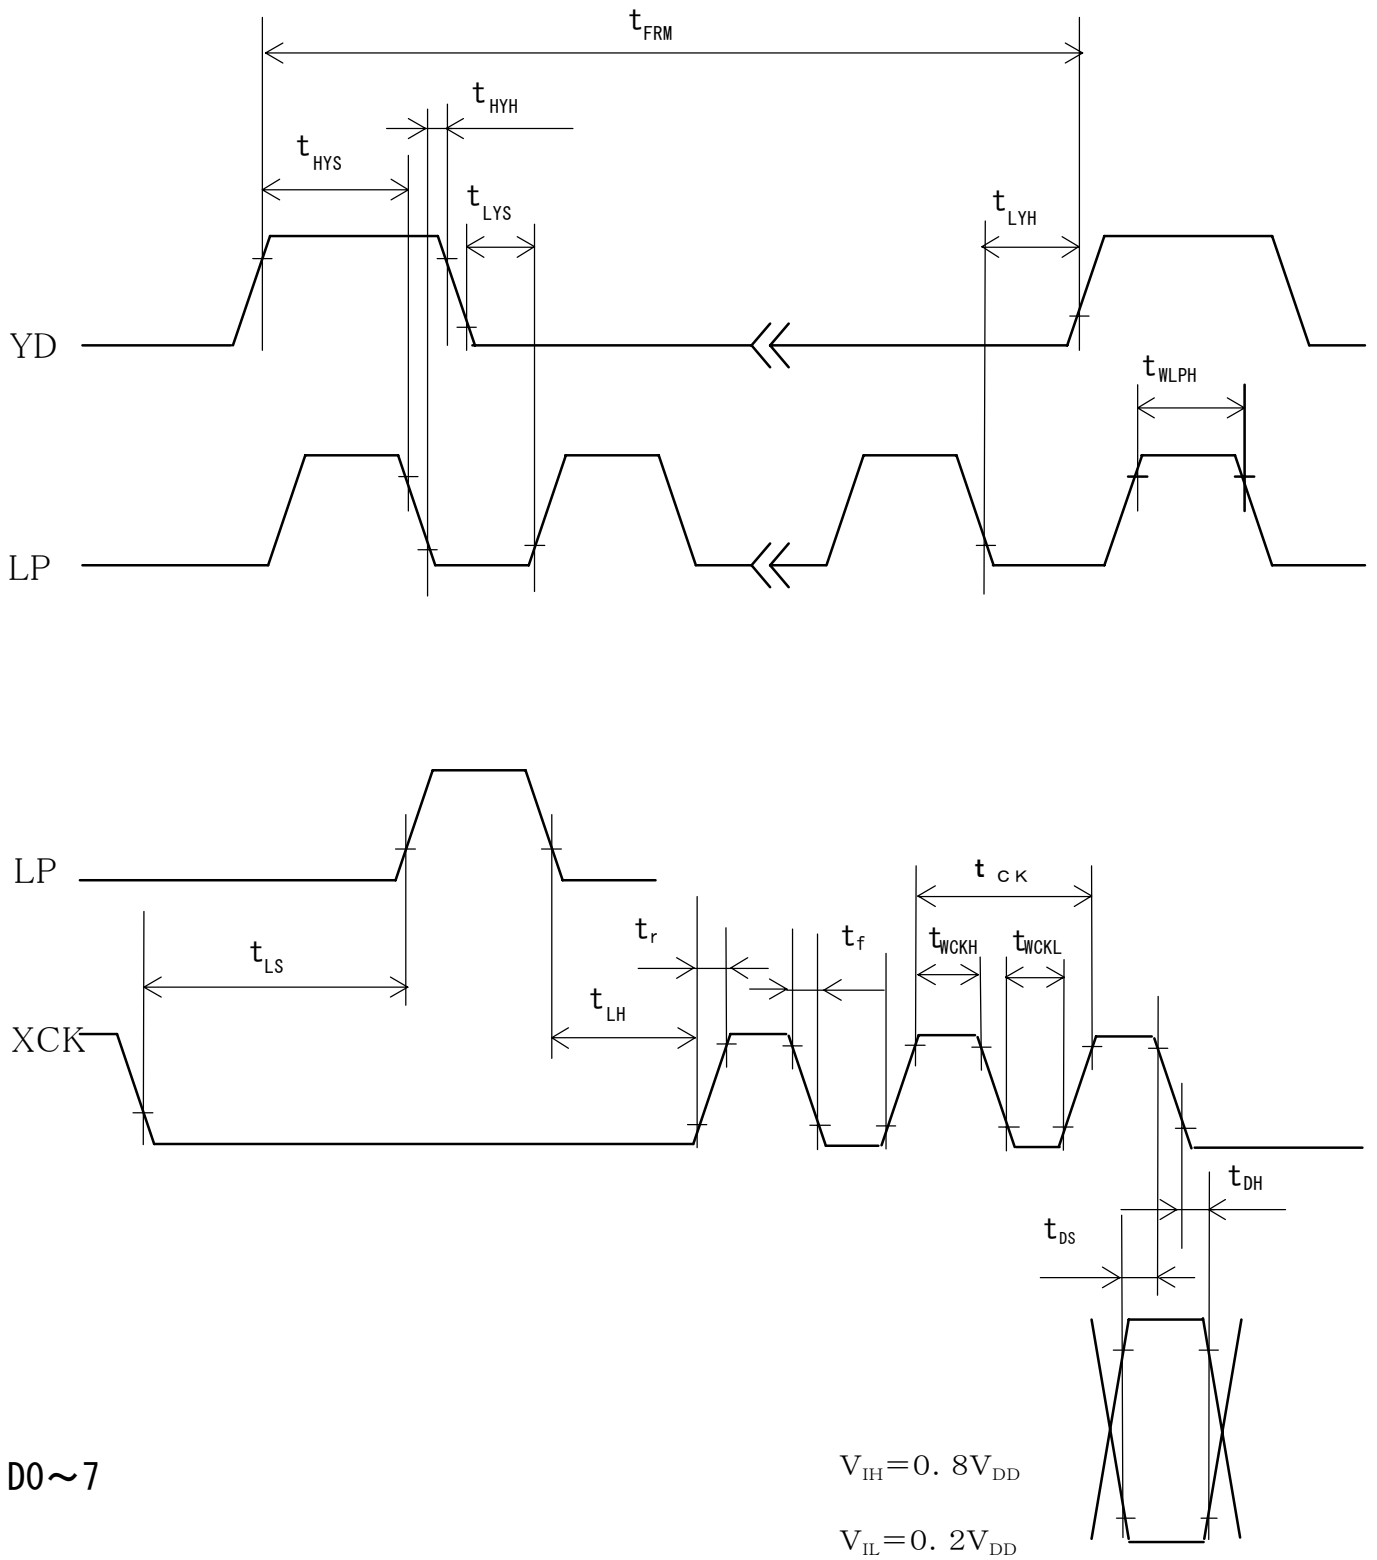 tFRM
tHYH
tHYS
tLYS
tLYH
YD
tWLPH
LP
LP
tCK
tr
tf
tWCKH
tWCKL
tLS
tLH
XCK
tDH
tDS
VIH=0. 8VDD
D0～7
VIL=0. 2VDD